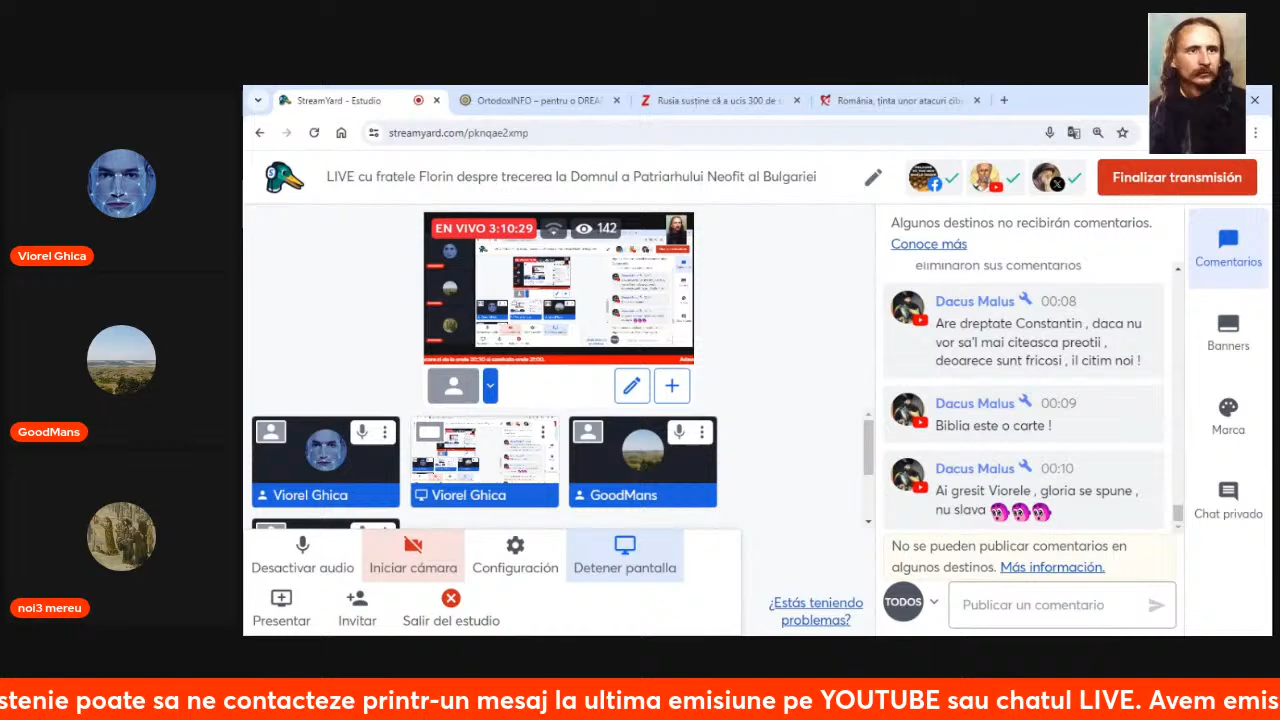 Viorel Ghica
GoodMans
noi3 mereu
StreamYard - Estudio
OrtodoxINFO – pentru o DREA
Rusia susține că a ucis 300 de
România, ținta unor atacuri cib
streamyard.com/pknqae2xmp
LIVE cu fratele Florin despre trecerea la Domnul a Patriarhului Neofit al Bulgariei
Finalizar transmisión
EN VIVO 3:10:29
142
Viorel Ghica
Viorel Ghica
GoodMans
Desactivar audio
Iniciar cámara
Configuración
Detener pantalla
Presentar
Invitar
Salir del estudio
¿Estás teniendo
problemas?
Algunos destinos no recibirán comentarios.
Conoce más
eliminaron sus comentarios
Dacus Malus 00:08
Are dreptate Constantin , daca nu
vor sa'l mai citeasca preotii ,
deoarece sunt fricosi , il citim noi !
Dacus Malus 00:09
Biblia este o carte !
Dacus Malus 00:10
Ai gresit Viorele , gloria se spune ,
nu slava
No se pueden publicar comentarios en
algunos destinos. Más información.
TODOS
Publicar un comentario
Comentarios
Banners
Marca
Chat privado
stenie poate sa ne contacteze printr-un mesaj la ultima emisiune pe YOUTUBE sau chatul LIVE. Avem emis